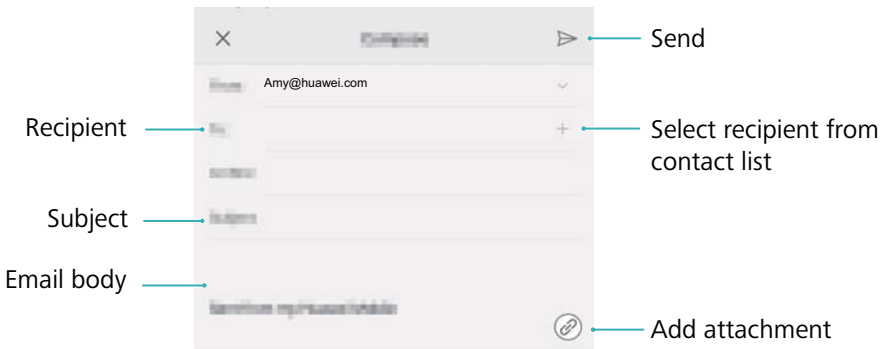 Send
Amy@huawei.com
Recipient
Select recipient from
contact list
Subject
Email body
Add attachment